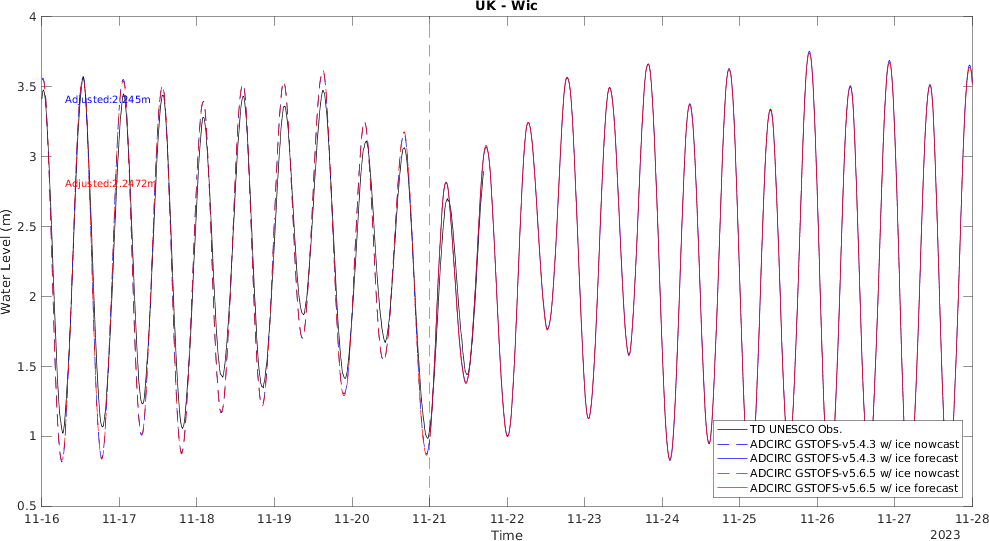 UK - Wic
4
3.5
3
2.5
2
1.5
1
0.5
Water Level (m)
Adjusted:2.245m
Adjusted:2.2472m
TD UNESCO Obs.
ADCIRC GSTOFS-v5.4.3 w/ ice nowcast
ADCIRC GSTOFS-v5.4.3 w/ ice forecast
ADCIRC GSTOFS-v5.6.5 w/ ice nowcast
ADCIRC GSTOFS-v5.6.5 w/ ice forecast
11-16 11-17 11-18 11-19 11-20 11-21 11-22 11-23 11-24 11-25 11-26 11-27 11-28
Time
2023